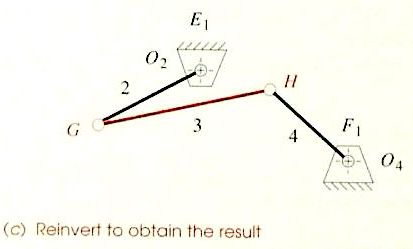 E1
O2
2
H
G
3
4
F1
O4
(c) Reinvert to obtain the result